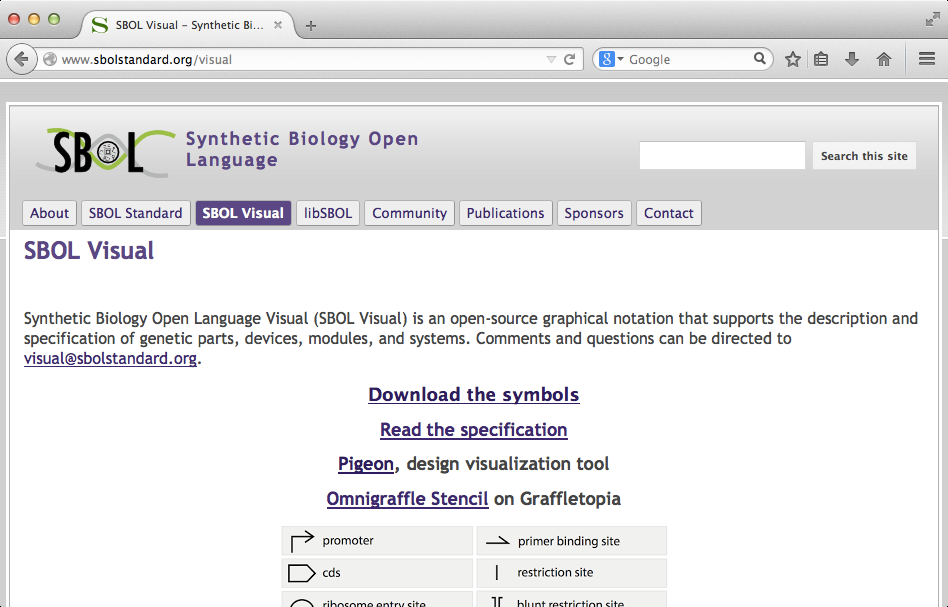 SBOL Visual – Synthetic Bi...
www.sbolstandard.org/visual
Google
SBOL
Synthetic Biology Open
Language
Search this site
About SBOL Standard SBOL Visual libSBOL Community Publications Sponsors Contact
SBOL Visual
Synthetic Biology Open Language Visual (SBOL Visual) is an open-source graphical notation that supports the description and
specification of genetic parts, devices, modules, and systems. Comments and questions can be directed to
visual@sbolstandard.org.
Download the symbols
Read the specification
Pigeon, design visualization tool
Omnigraffle Stencil on Graffletopia
promoter primer binding site
cds restriction site
ribosome entry site blunt restriction site